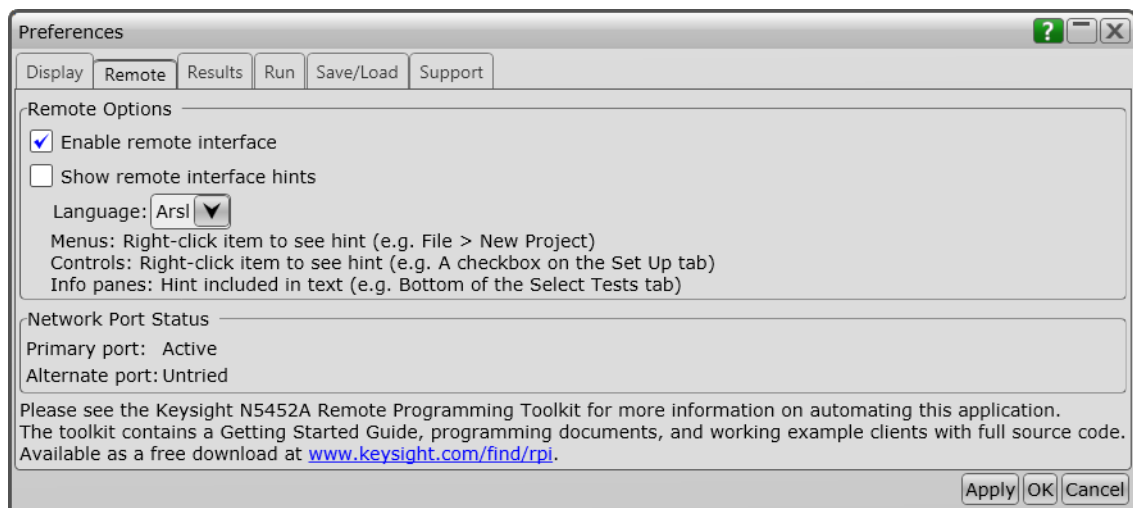 Preferences
?
X
Display Remote Results Run Save/Load Support
Remote Options
Enable remote interface
Show remote interface hints
Language: Arsl
Menus: Right-click item to see hint (e.g. File > New Project)
Controls: Right-click item to see hint (e.g. A checkbox on the Set Up tab)
Info panes: Hint included in text (e.g. Bottom of the Select Tests tab)
Network Port Status
Primary port: Active
Alternate port: Untried
Please see the Keysight N5452A Remote Programming Toolkit for more information on automating this application.
The toolkit contains a Getting Started Guide, programming documents, and working example clients with full source code.
Available as a free download at www.keysight.com/find/rpi.
Apply OK Cancel